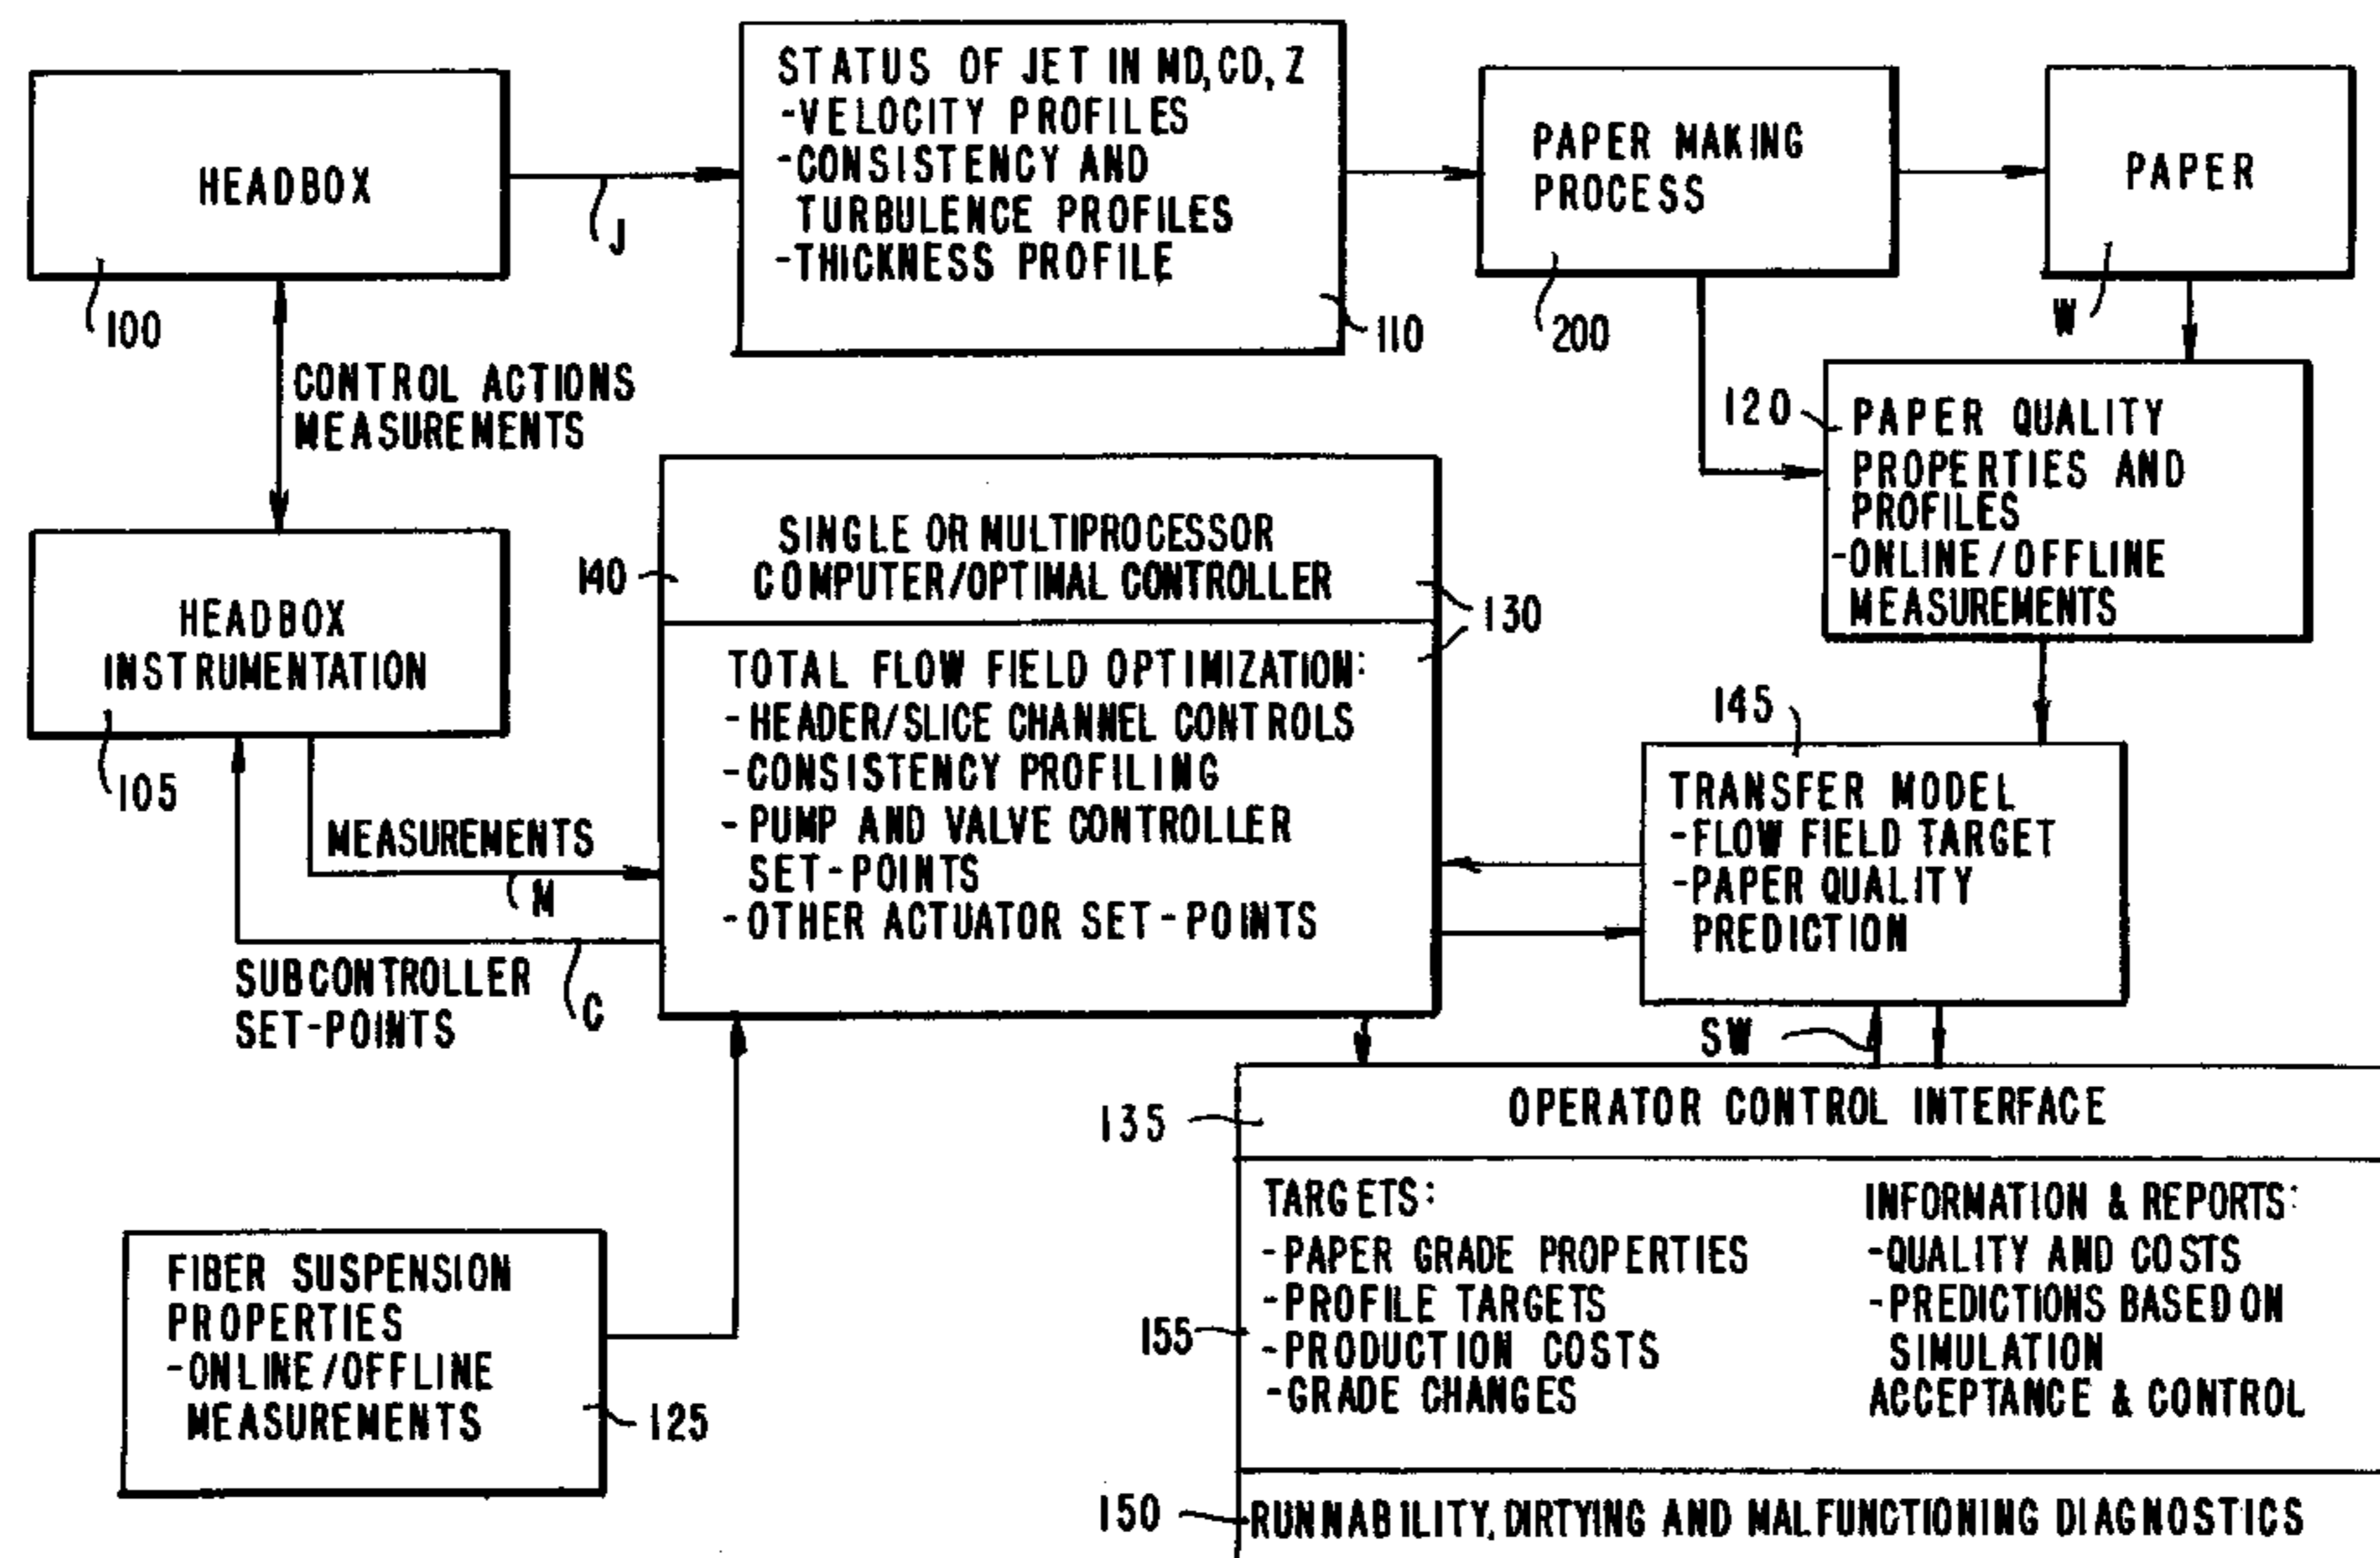 HEADBOX
100
J
STATUS OF JET IN MD, CD, Z
-VELOCITY PROFILES
-CONSISTENCY AND
TURBULENCE PROFILES
-THICKNESS PROFILE
110
PAPER MAKING
PROCESS
200
PAPER
W
CONTROL ACTIONS
MEASUREMENTS
120
PAPER QUALITY
PROPERTIES AND
PROFILES
-ONLINE/OFFLINE
MEASUREMENTS
HEADBOX
INSTRUMENTATION
105
140
SINGLE OR MULTIPROCESSOR
COMPUTER/OPTIMAL CONTROLLER
130
TOTAL FLOW FIELD OPTIMIZATION:
-HEADER/SLICE CHANNEL CONTROLS
-CONSISTENCY PROFILING
-PUMP AND VALVE CONTROLLER
SET-POINTS
-OTHER ACTUATOR SET-POINTS
MEASUREMENTS
M
SUBCONTROLLER
SET-POINTS
C
145
TRANSFER MODEL
-FLOW FIELD TARGET
-PAPER QUALITY
PREDICTION
SW
135
OPERATOR CONTROL INTERFACE
155
TARGETS:
-PAPER GRADE PROPERTIES
-PROFILE TARGETS
-PRODUCTION COSTS
-GRADE CHANGES
INFORMATION & REPORTS:
-QUALITY AND COSTS
-PREDICTIONS BASED ON
SIMULATION
ACCEPTANCE & CONTROL
150
RUNNABILITY, DIRTYING AND MALFUNCTIONING DIAGNOSTICS
FIBER SUSPENSION
PROPERTIES
-ONLINE/OFFLINE
MEASUREMENTS
125